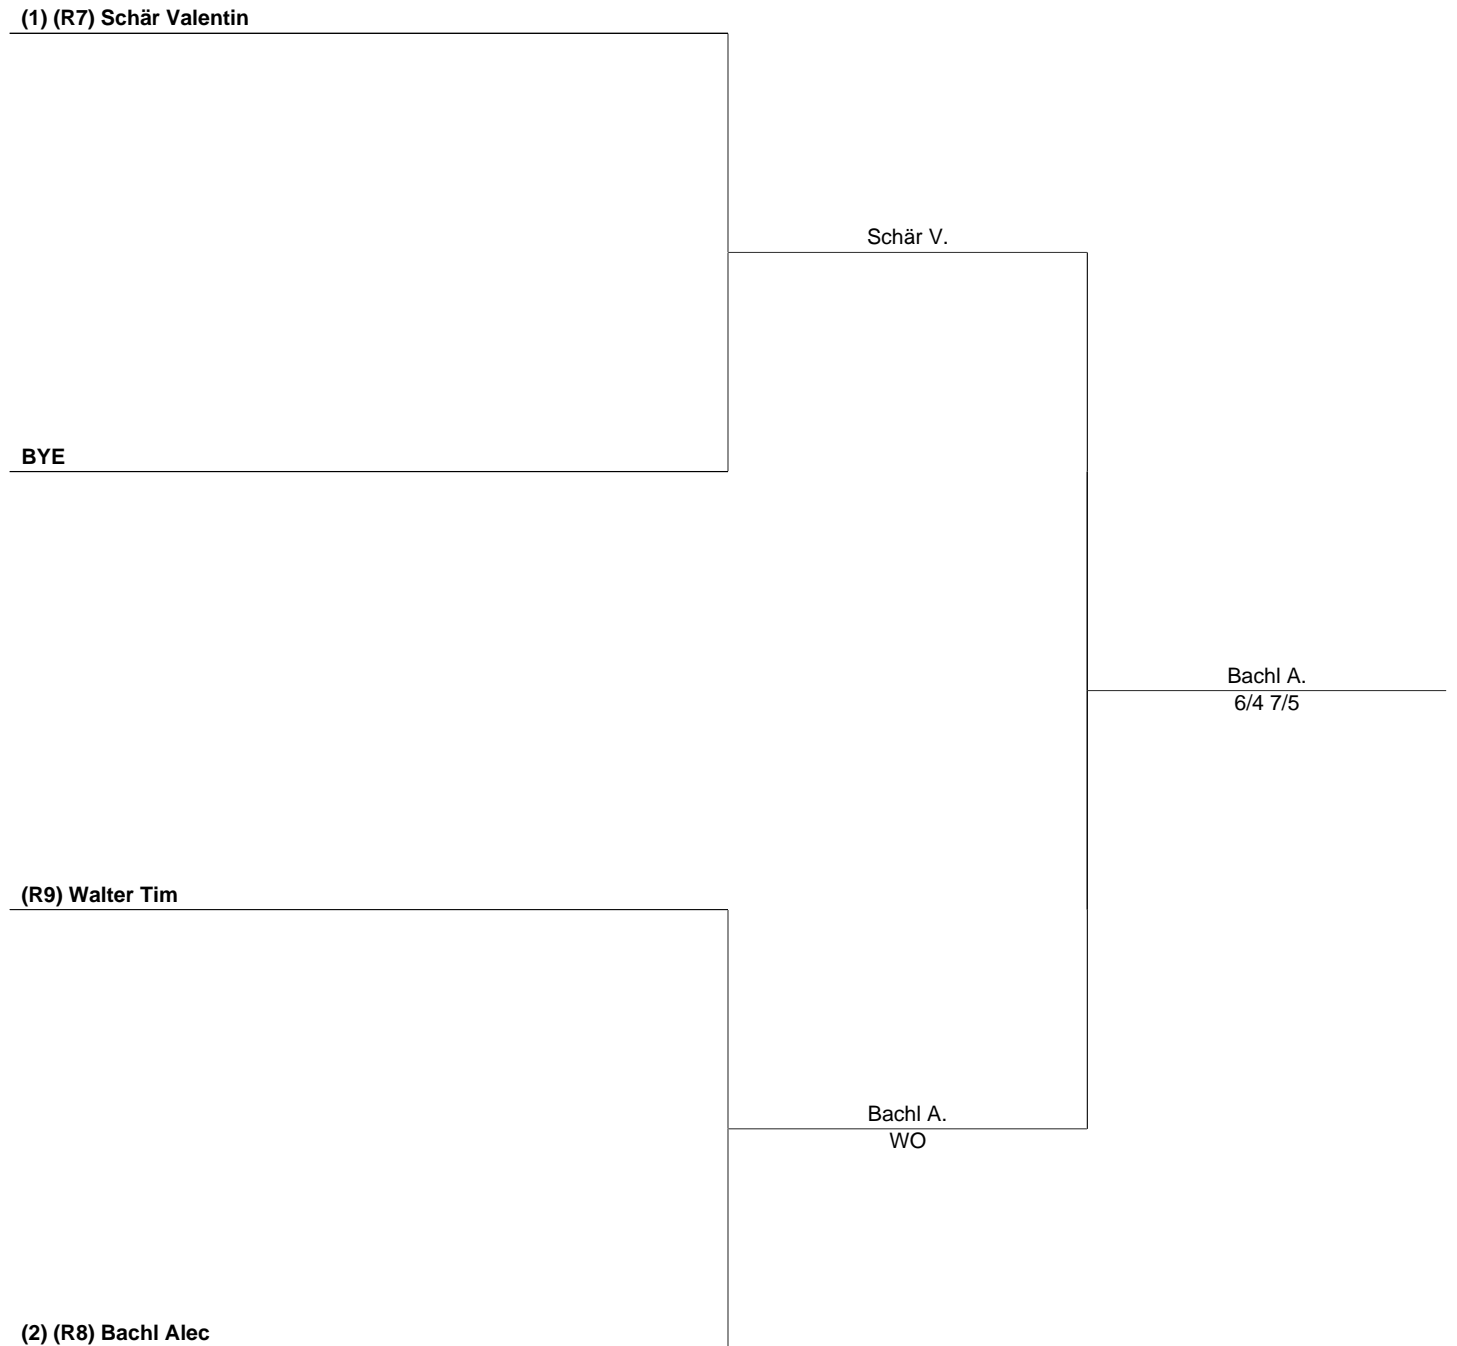 (1) (R7) Schär Valentin
Schär V.
BYE
Bachl A.
6/4 7/5
(R9) Walter Tim
Bachl A.
WO
(2) (R8) Bachl Alec